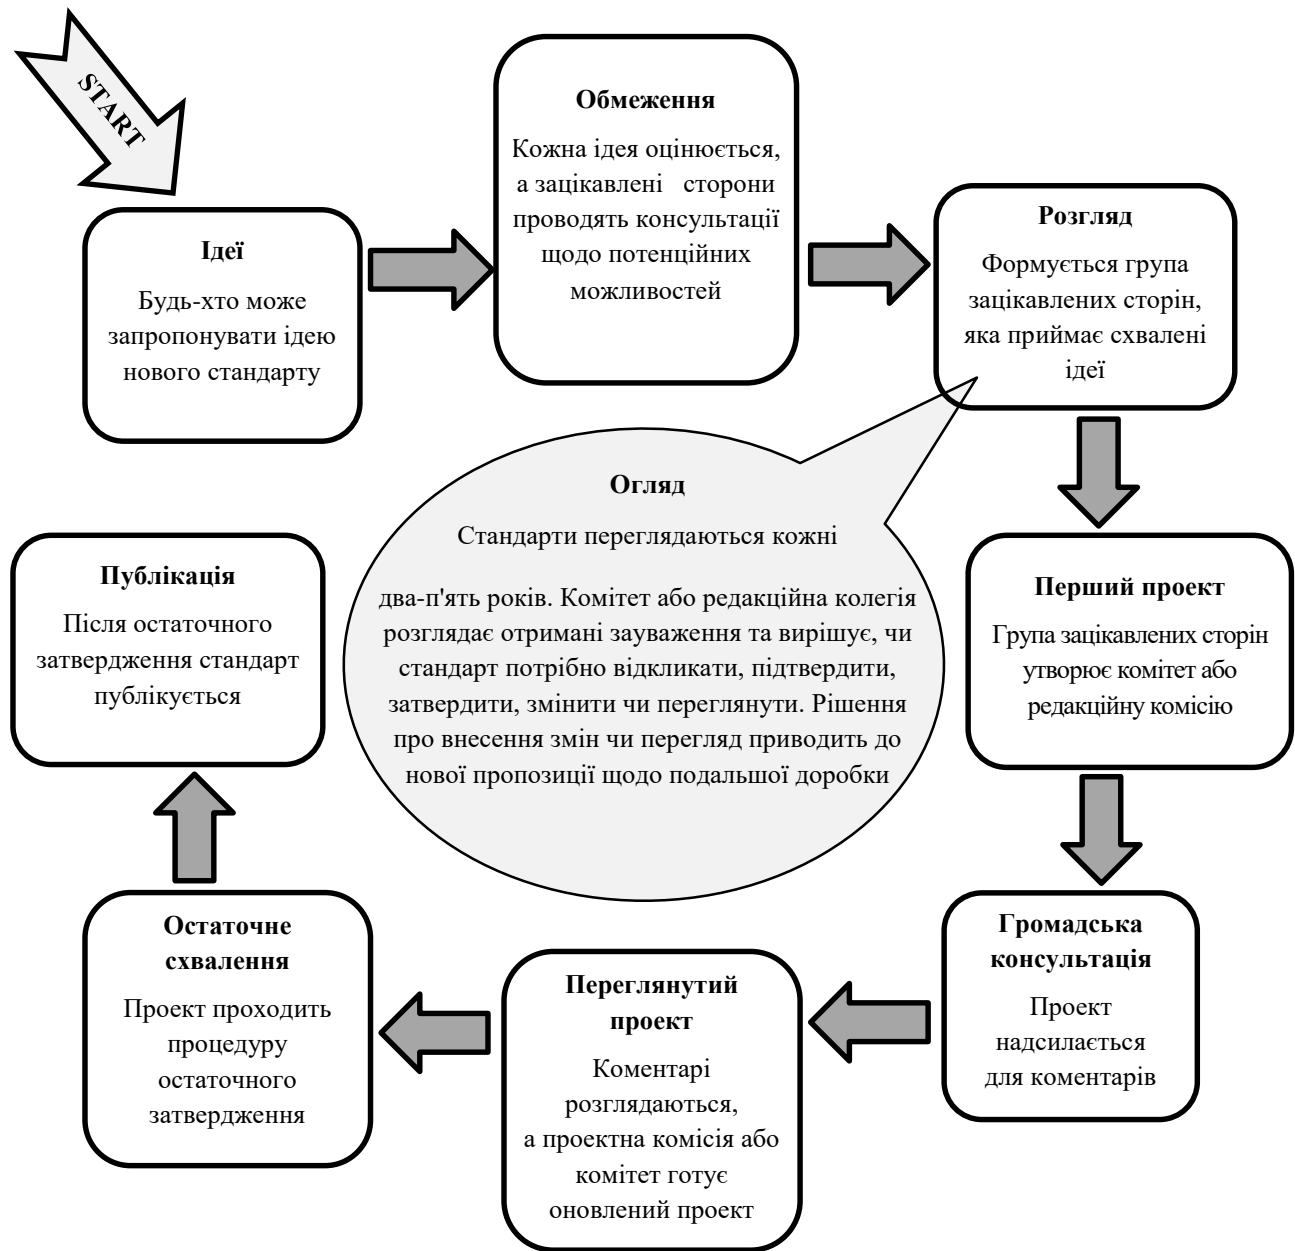 START
Ідеї
Будь-хто може
запропонувати ідею
нового стандарту
Обмеження
Кожна ідея оцінюється,
а зацікавлені сторони
проводять консультації
щодо потенційних
можливостей
Розгляд
Формується група
зацікавлених сторін,
яка приймає схвалені
ідеї
Огляд
Стандарти переглядаються кожні
два-п'ять років. Комітет або редакційна колегія
розглядає отримані зауваження та вирішує, чи
стандарт потрібно відкликати, підтвердити,
затвердити, змінити чи переглянути. Рішення
про внесення змін чи перегляд приводить до
нової пропозиції щодо подальшої доробки
Перший проект
Група зацікавлених сторін
утворює комітет або
редакційну комісію
Громадська
консультація
Проект
надсилається
для коментарів
Переглянутий
проект
Коментарі
розглядаються,
а проектна комісія або
комітет готує
оновлений проект
Остаточне
схвалення
Проект проходить
процедуру
остаточного
затвердження
Публікація
Після остаточного
затвердження стандарт
публікується